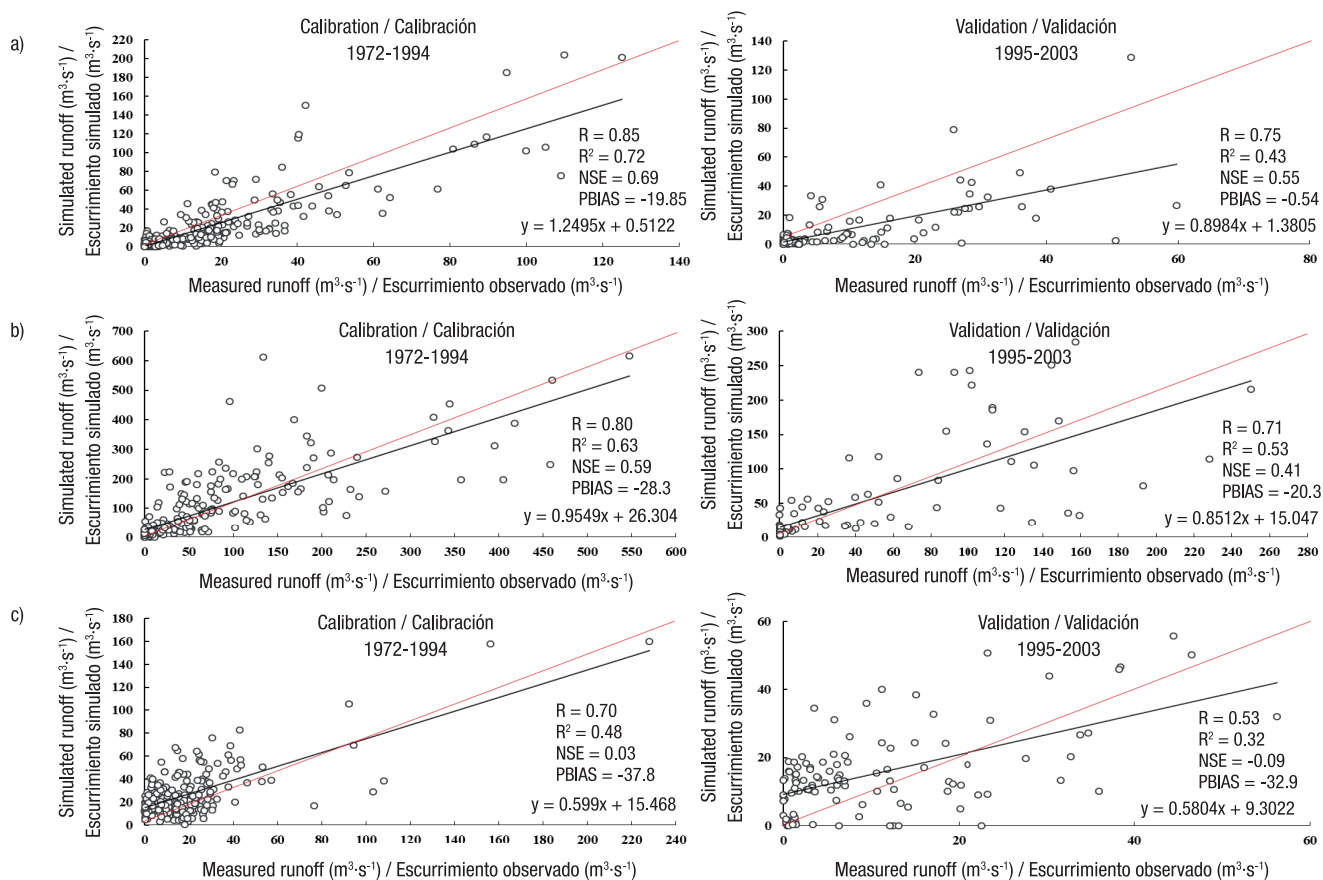 a)
Calibration / Calibración
1972-1994
Simulated runoff (m³·s⁻¹) /
Escurrimiento simulado (m³·s⁻¹)
220
200
180
160
140
120
100
80
60
40
20
0
0 20 40 60 80 100 120 140
R = 0.85
R² = 0.72
NSE = 0.69
PBIAS = -19.85
y = 1.2495x + 0.5122
Measured runoff (m³·s⁻¹) / Escurrimiento observado (m³·s⁻¹)
Validation / Validación
1995-2003
Simulated runoff (m³·s⁻¹) /
Escurrimiento simulado (m³·s⁻¹)
140
120
100
80
60
40
20
0
0 20 40 60 80
R = 0.75
R² = 0.43
NSE = 0.55
PBIAS = -0.54
y = 0.8984x + 1.3805
Measured runoff (m³·s⁻¹) / Escurrimiento observado (m³·s⁻¹)
b)
Calibration / Calibración
1972-1994
Simulated runoff (m³·s⁻¹) /
Escurrimiento simulado (m³·s⁻¹)
700
600
500
400
300
200
100
0
0 50 100 150 200 250 300 350 400 450 500 550 600
R = 0.80
R² = 0.63
NSE = 0.59
PBIAS = -28.3
y = 0.9549x + 26.304
Measured runoff (m³·s⁻¹) / Escurrimiento observado (m³·s⁻¹)
Validation / Validación
1995-2003
Simulated runoff (m³·s⁻¹) /
Escurrimiento simulado (m³·s⁻¹)
300
250
200
150
100
50
0
0 20 40 60 80 100 120 140 160 180 200 220 240 260 280
R = 0.71
R² = 0.53
NSE = 0.41
PBIAS = -20.3
y = 0.8512x + 15.047
Measured runoff (m³·s⁻¹) / Escurrimiento observado (m³·s⁻¹)
c)
Calibration / Calibración
1972-1994
Simulated runoff (m³·s⁻¹) /
Escurrimiento simulado (m³·s⁻¹)
180
160
140
120
100
80
60
40
20
0
0 20 40 60 80 100 120 140 160 180 200 220 240
R = 0.70
R² = 0.48
NSE = 0.03
PBIAS = -37.8
y = 0.599x + 15.468
Measured runoff (m³·s⁻¹) / Escurrimiento observado (m³·s⁻¹)
Validation / Validación
1995-2003
Simulated runoff (m³·s⁻¹) /
Escurrimiento simulado (m³·s⁻¹)
60
40
20
0
0 20 40 60
R = 0.53
R² = 0.32
NSE = -0.09
PBIAS = -32.9
y = 0.5804x + 9.3022
Measured runoff (m³·s⁻¹) / Escurrimiento observado (m³·s⁻¹)